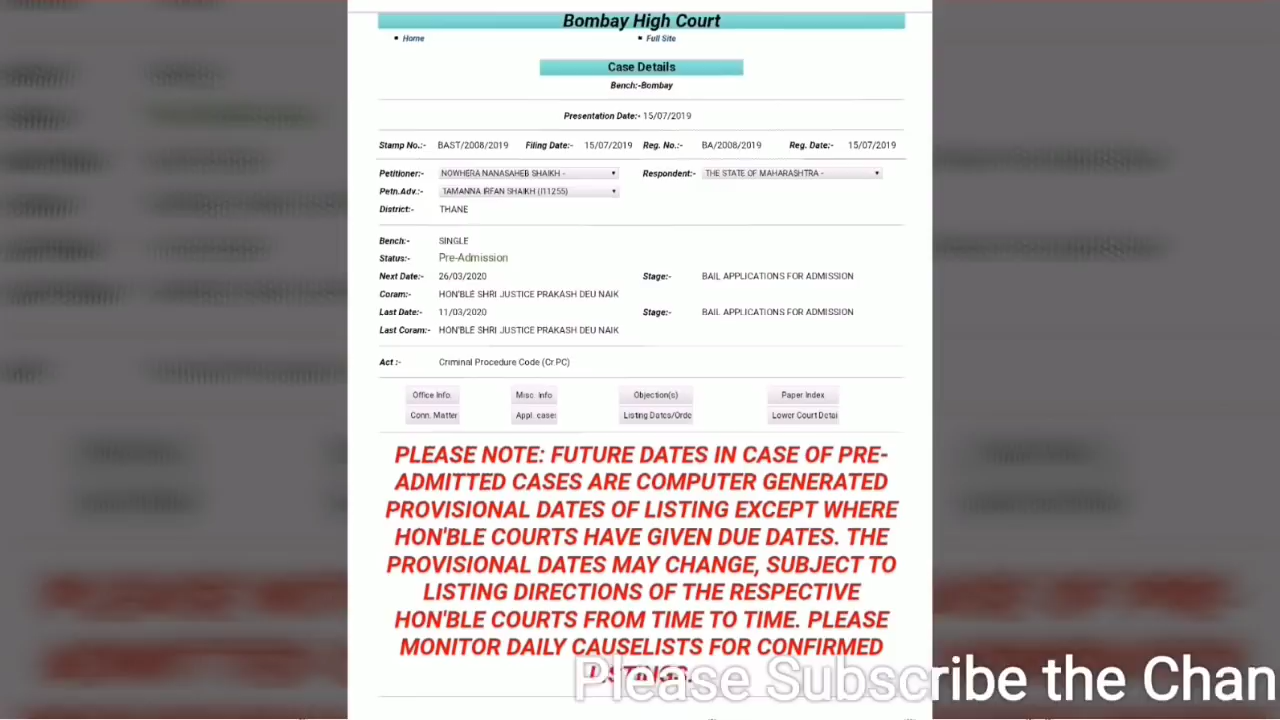 Bombay High Court
Home Full Site
Case Details
Bench:-Bombay
Presentation Date:- 15/07/2019
Stamp No.:- BAST/2008/2019 Filing Date:- 15/07/2019 Reg. No.:- BA/2008/2019 Reg. Date:- 15/07/2019
Petitioner:- NOWHERA NANASAHEB SHAIKH - Respondent:- THE STATE OF MAHARASHTRA -
Petn.Adv.:- TAMANNA IRFAN SHAIKH (I11255)
District:- THANE
Bench:- SINGLE
Status:- Pre-Admission
Next Date:- 26/03/2020 Stage:- BAIL APPLICATIONS FOR ADMISSION
Coram:- HON'BLE SHRI JUSTICE PRAKASH DEU NAIK
Last Date:- 11/03/2020 Stage:- BAIL APPLICATIONS FOR ADMISSION
Last Coram:- HON'BLE SHRI JUSTICE PRAKASH DEU NAIK
Act :- Criminal Procedure Code (Cr.PC)
Office Info. Misc. Info Objection(s) Paper Index
Conn. Matter Appl. case Listing Dates/Orde Lower Court Detai
PLEASE NOTE: FUTURE DATES IN CASE OF PRE-
ADMITTED CASES ARE COMPUTER GENERATED
PROVISIONAL DATES OF LISTING EXCEPT WHERE
HON'BLE COURTS HAVE GIVEN DUE DATES. THE
PROVISIONAL DATES MAY CHANGE, SUBJECT TO
LISTING DIRECTIONS OF THE RESPECTIVE
HON'BLE COURTS FROM TIME TO TIME. PLEASE
MONITOR DAILY CAUSELISTS FOR CONFIRMED
LISTINGS.
Please Subscribe the Chan